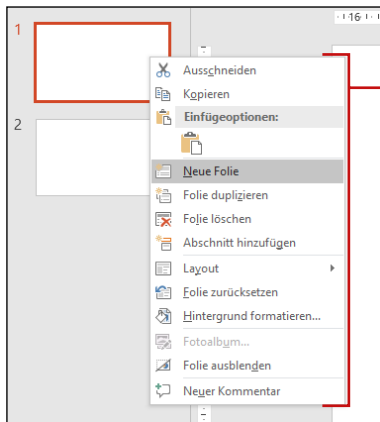 1
16
Ausschneiden
Kopieren
Einfügeoptionen:
Neue Folie
2
Folie duplizieren
Folie löschen
Abschnitt hinzufügen
Layout
Folie zurücksetzen
Hintergrund formatieren...
Fotoalbum...
Folie ausblenden
Neuer Kommentar